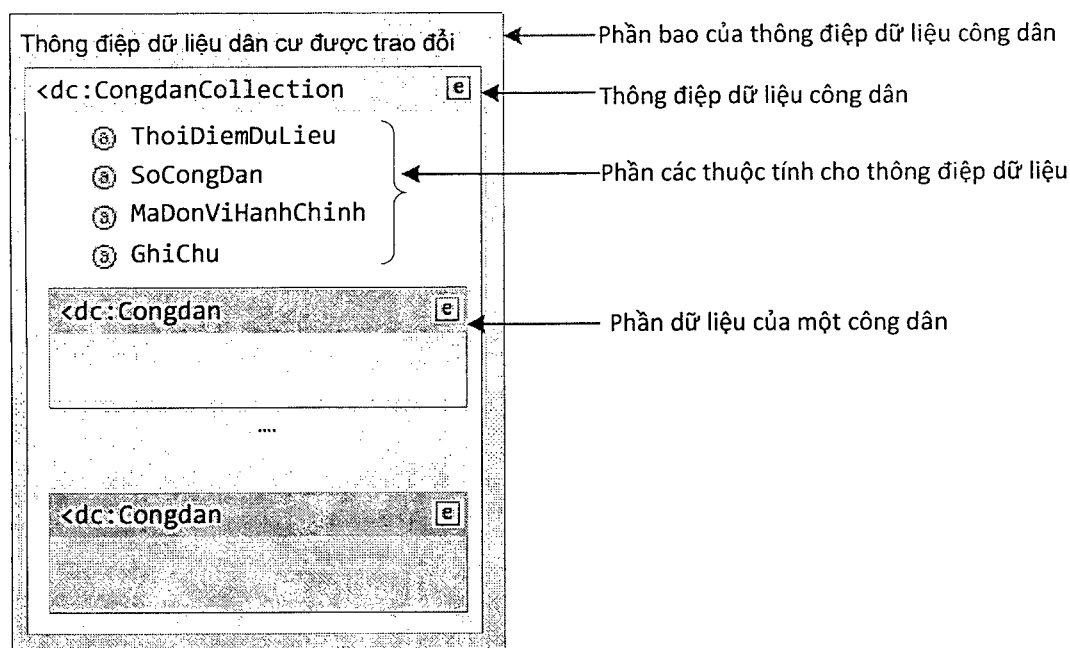 Thông điệp dữ liệu dân cư được trao đổi
Phần bao của thông điệp dữ liệu công dân
<dc:CongdanCollection e
Thông điệp dữ liệu công dân
a ThoiDiemDuLieu
a SoCongDan
Phần các thuộc tính cho thông điệp dữ liệu
a MaDonViHanhChinh
a GhiChu
<dc:Congdan e
Phần dữ liệu của một công dân
....
<dc:Congdan e